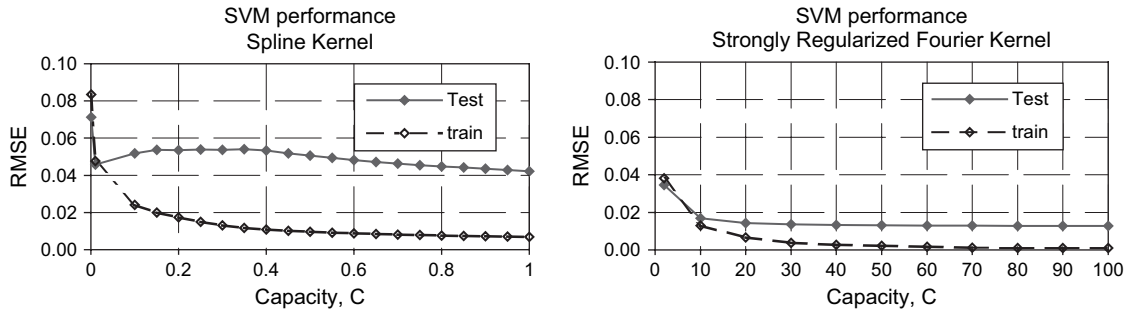 SVM performance
Spline Kernel
0.10
0.08
0.06
0.04
0.02
0.00
RMSE
Test
train
0
0.2
0.4
0.6
0.8
1
Capacity, C
SVM performance
Strongly Regularized Fourier Kernel
0.10
0.08
0.06
0.04
0.02
0.00
RMSE
Test
train
0
10
20
30
40
50
60
70
80
90
100
Capacity, C